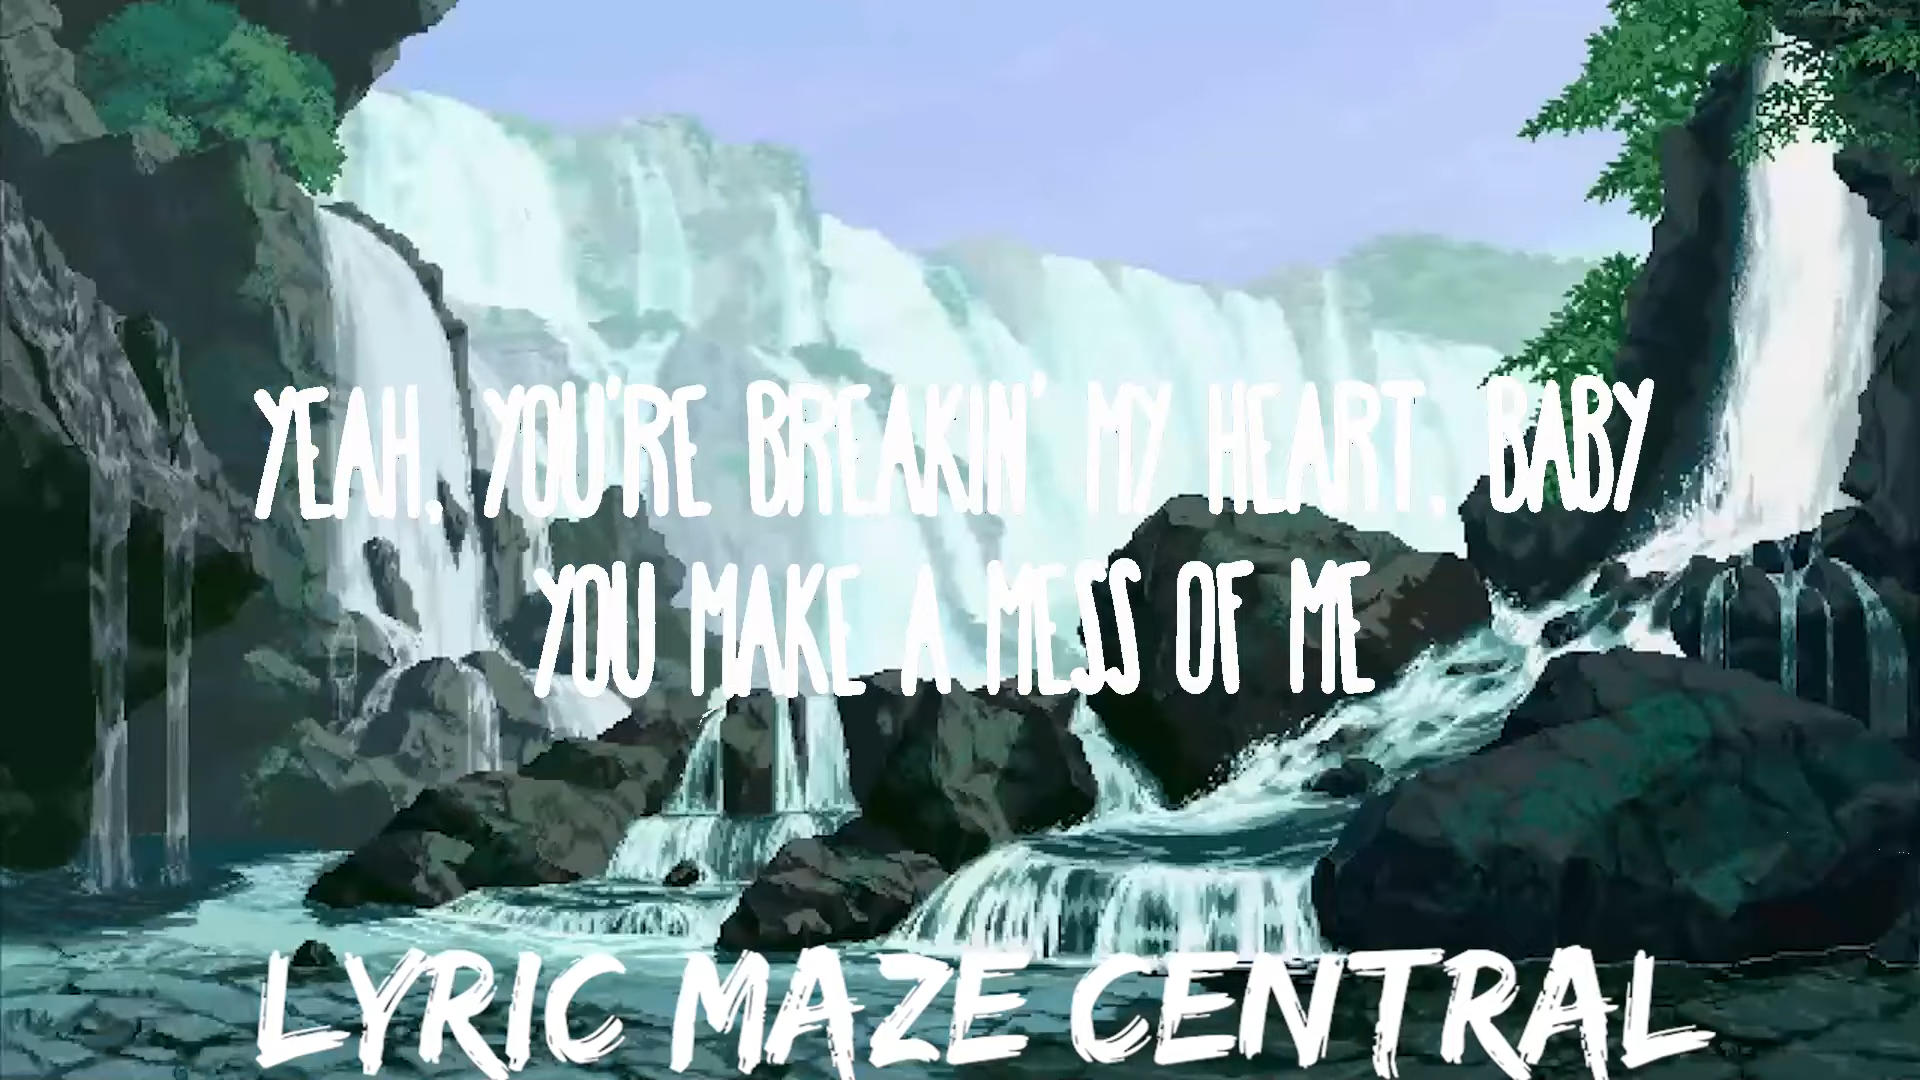 YEAH, YOU'RE BREAKIN' MY HEART, BABY
YOU MAKE A MESS OF ME
LYRIC MAZE CENTRAL